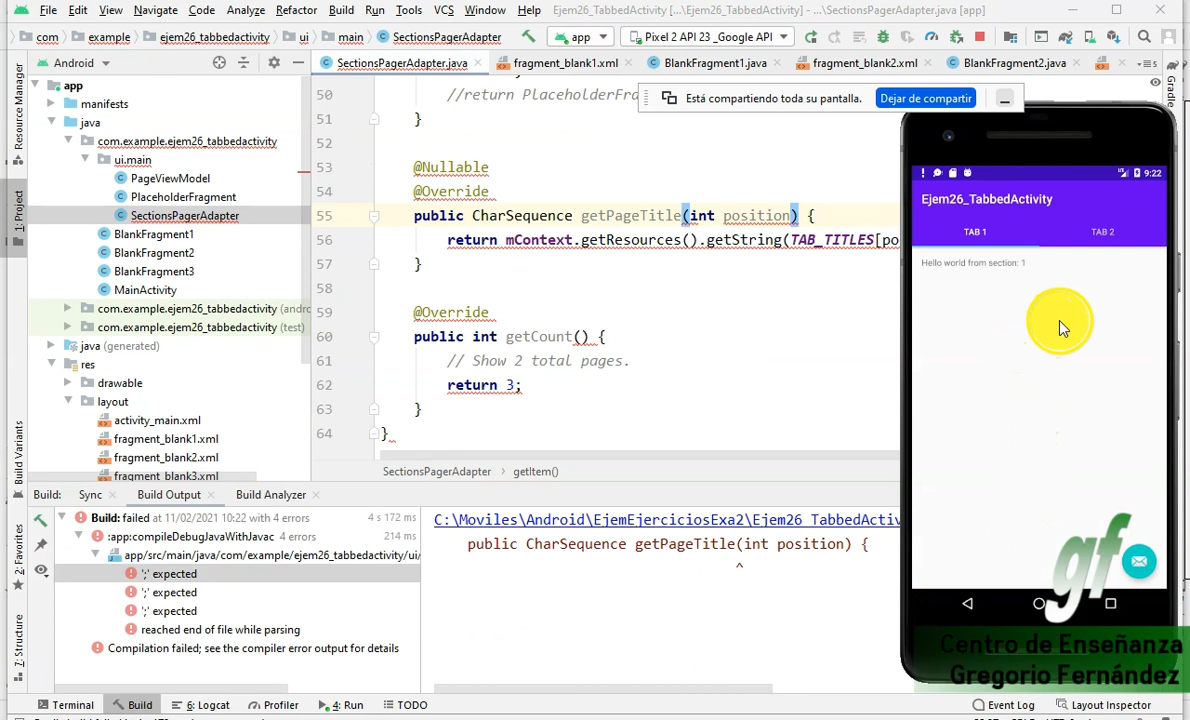 File Edit View Navigate Code Analyze Refactor Build Run Tools VCS Window Help Ejem26_TabbedActivity [...\Ejem26_TabbedActivity] - ...\SectionsPagerAdapter.java [app]
com example ejem26_tabbedactivity ui main SectionsPagerAdapter app Pixel 2 API 23 _Google API
Android SectionsPagerAdapter.java fragment_blank1.xml BlankFragment1.java fragment_blank2.xml BlankFragment2.java
Está compartiendo toda su pantalla. Dejar de compartir
Resource Manager
1: Project
Build Variants
2: Favorites
7: Structure
Gradle
app
manifests
java
com.example.ejem26_tabbedactivity
ui.main
PageViewModel
PlaceholderFragment
SectionsPagerAdapter
BlankFragment1
BlankFragment2
BlankFragment3
MainActivity
com.example.ejem26_tabbedactivity (andro
com.example.ejem26_tabbedactivity (test)
java (generated)
res
drawable
layout
activity_main.xml
fragment_blank1.xml
fragment_blank2.xml
fragment_blank3.xml
50 //return PlaceholderFra
51 }
52
53 @Nullable
54 @Override
55 public CharSequence getPageTitle(int position) {
56 return mContext.getResources().getString(TAB_TITLES[po
57 }
58
59 @Override
60 public int getCount() {
61 // Show 2 total pages.
62 return 3;
63 }
64 }
SectionsPagerAdapter getItem()
9:22
Ejem26_TabbedActivity
TAB 1 TAB 2
Hello world from section: 1
gf
Centro de Enseñanza
Gregorio Fernández
Build: Sync Build Output Build Analyzer
Build: failed at 11/02/2021 10:22 with 4 errors 4 s 172 ms
:app:compileDebugJavaWithJavac 4 errors 214 ms
app/src/main/java/com/example/ejem26_tabbedactivity/ui/
';' expected
';' expected
';' expected
reached end of file while parsing
Compilation failed; see the compiler error output for details
C:\Moviles\Android\EjemEjerciciosExa2\Ejem26_TabbedActiv
public CharSequence getPageTitle(int position) {
^
Terminal Build 6: Logcat Profiler 4: Run TODO Event Log Layout Inspector